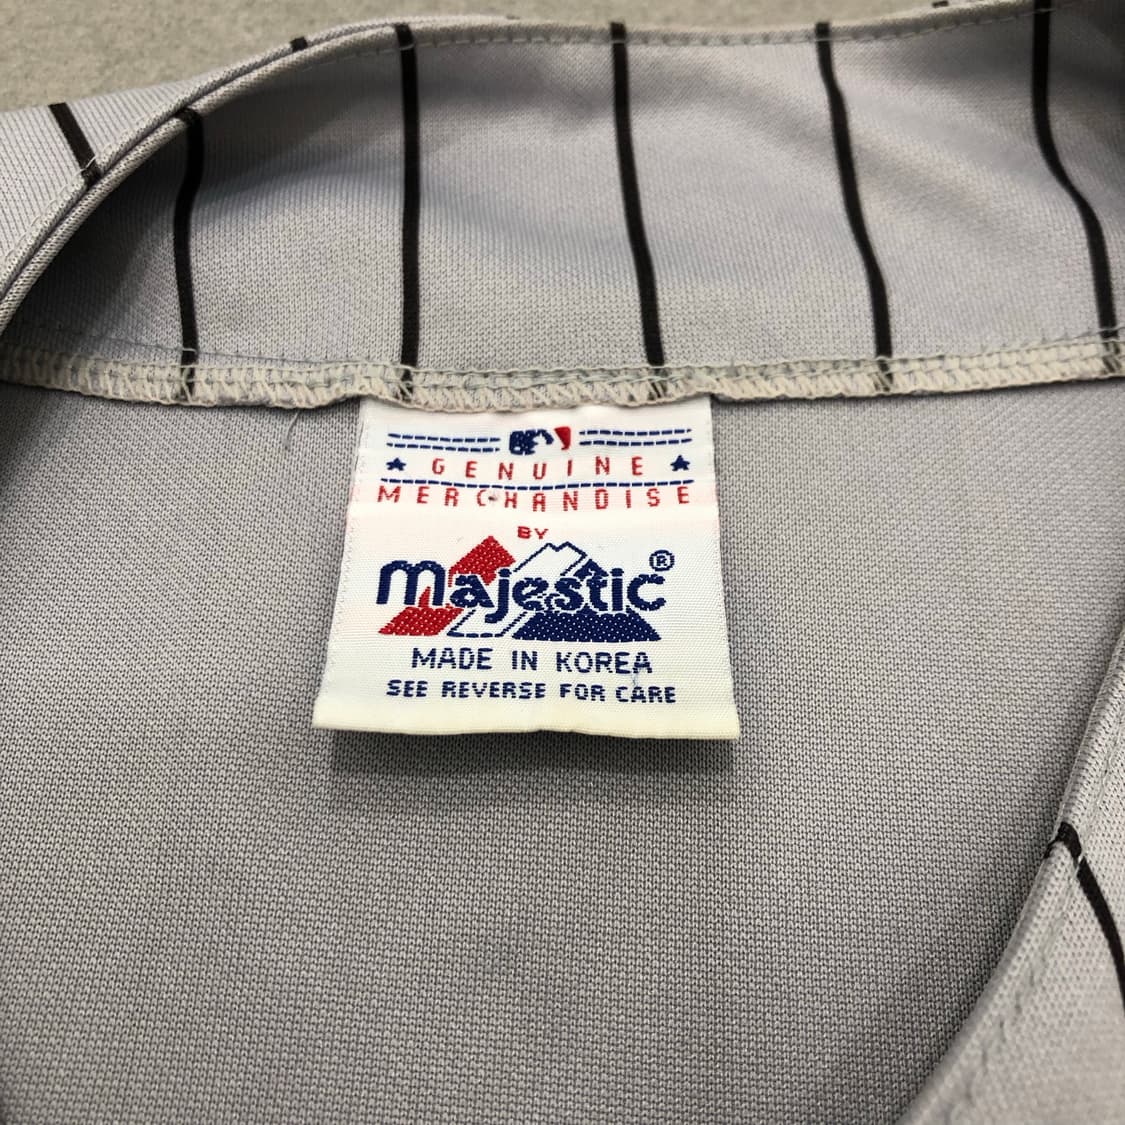 GENUINE
MERCHANDISE
BY
Majestic®
MADE IN KOREA
SEE REVERSE FOR CARE